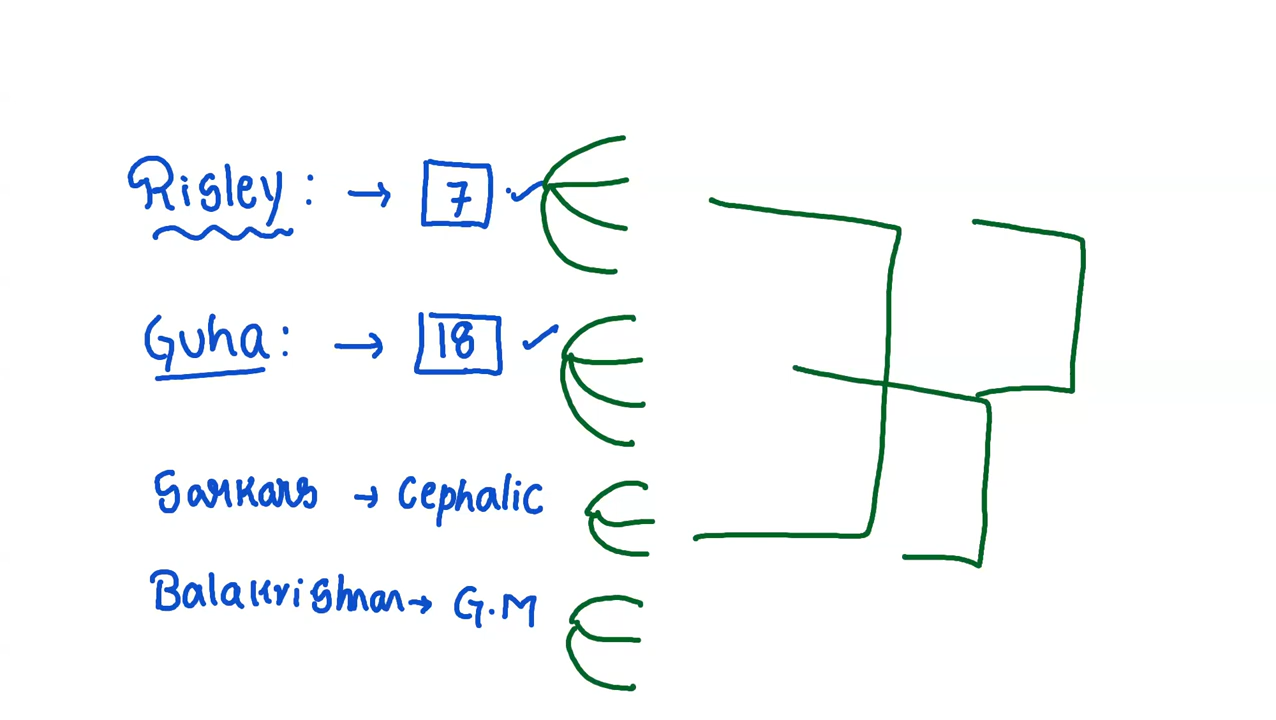 Risley : → 7 ✓
Guha : → 18 ✓
Sarkars → Cephalic
Balakrishnan → G.M